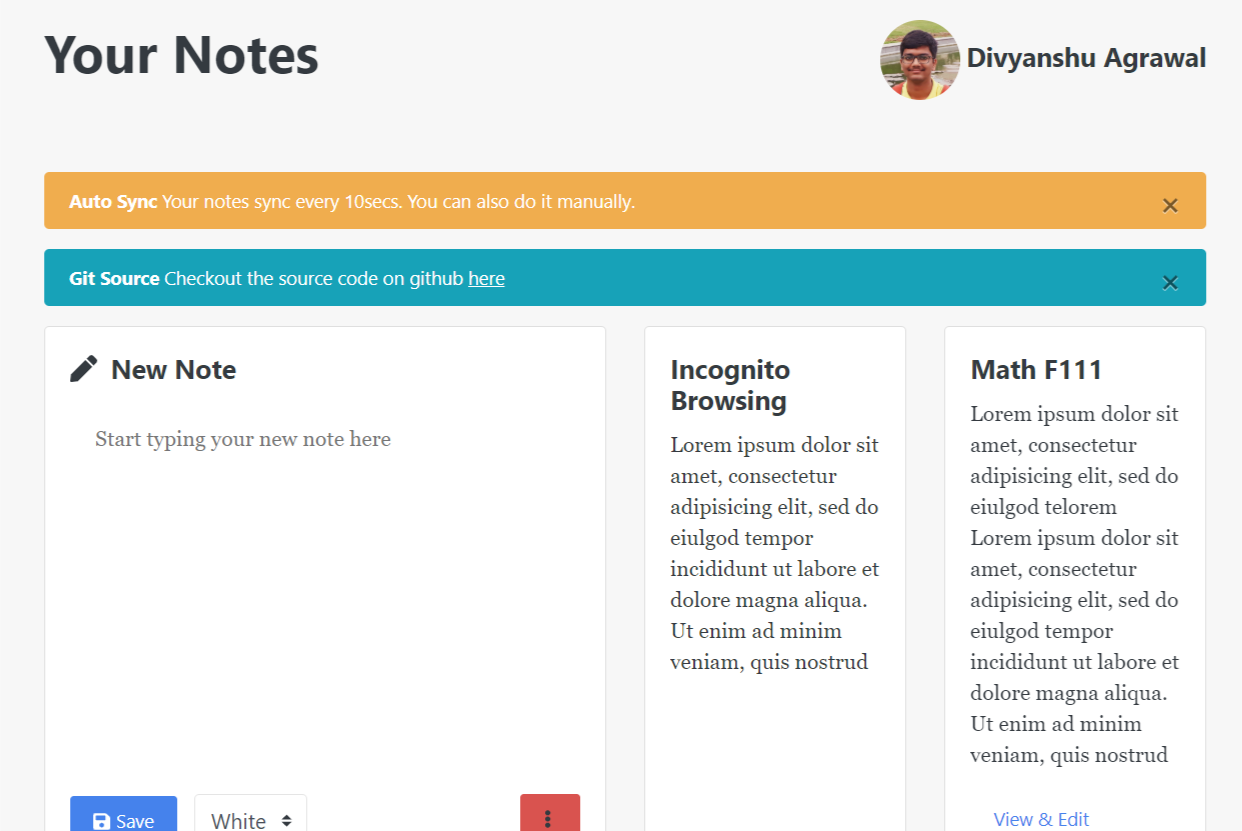 Your Notes
Divyanshu Agrawal
Auto Sync Your notes sync every 10secs. You can also do it manually.
×
Git Source Checkout the source code on github here
×
New Note
Start typing your new note here
Save
White
Incognito
Browsing
Lorem ipsum dolor sit
amet, consectetur
adipisicing elit, sed do
eiulgod tempor
incididunt ut labore et
dolore magna aliqua.
Ut enim ad minim
veniam, quis nostrud
Math F111
Lorem ipsum dolor sit
amet, consectetur
adipisicing elit, sed do
eiulgod telorem
Lorem ipsum dolor sit
amet, consectetur
adipisicing elit, sed do
eiulgod tempor
incididunt ut labore et
dolore magna aliqua.
Ut enim ad minim
veniam, quis nostrud
View & Edit